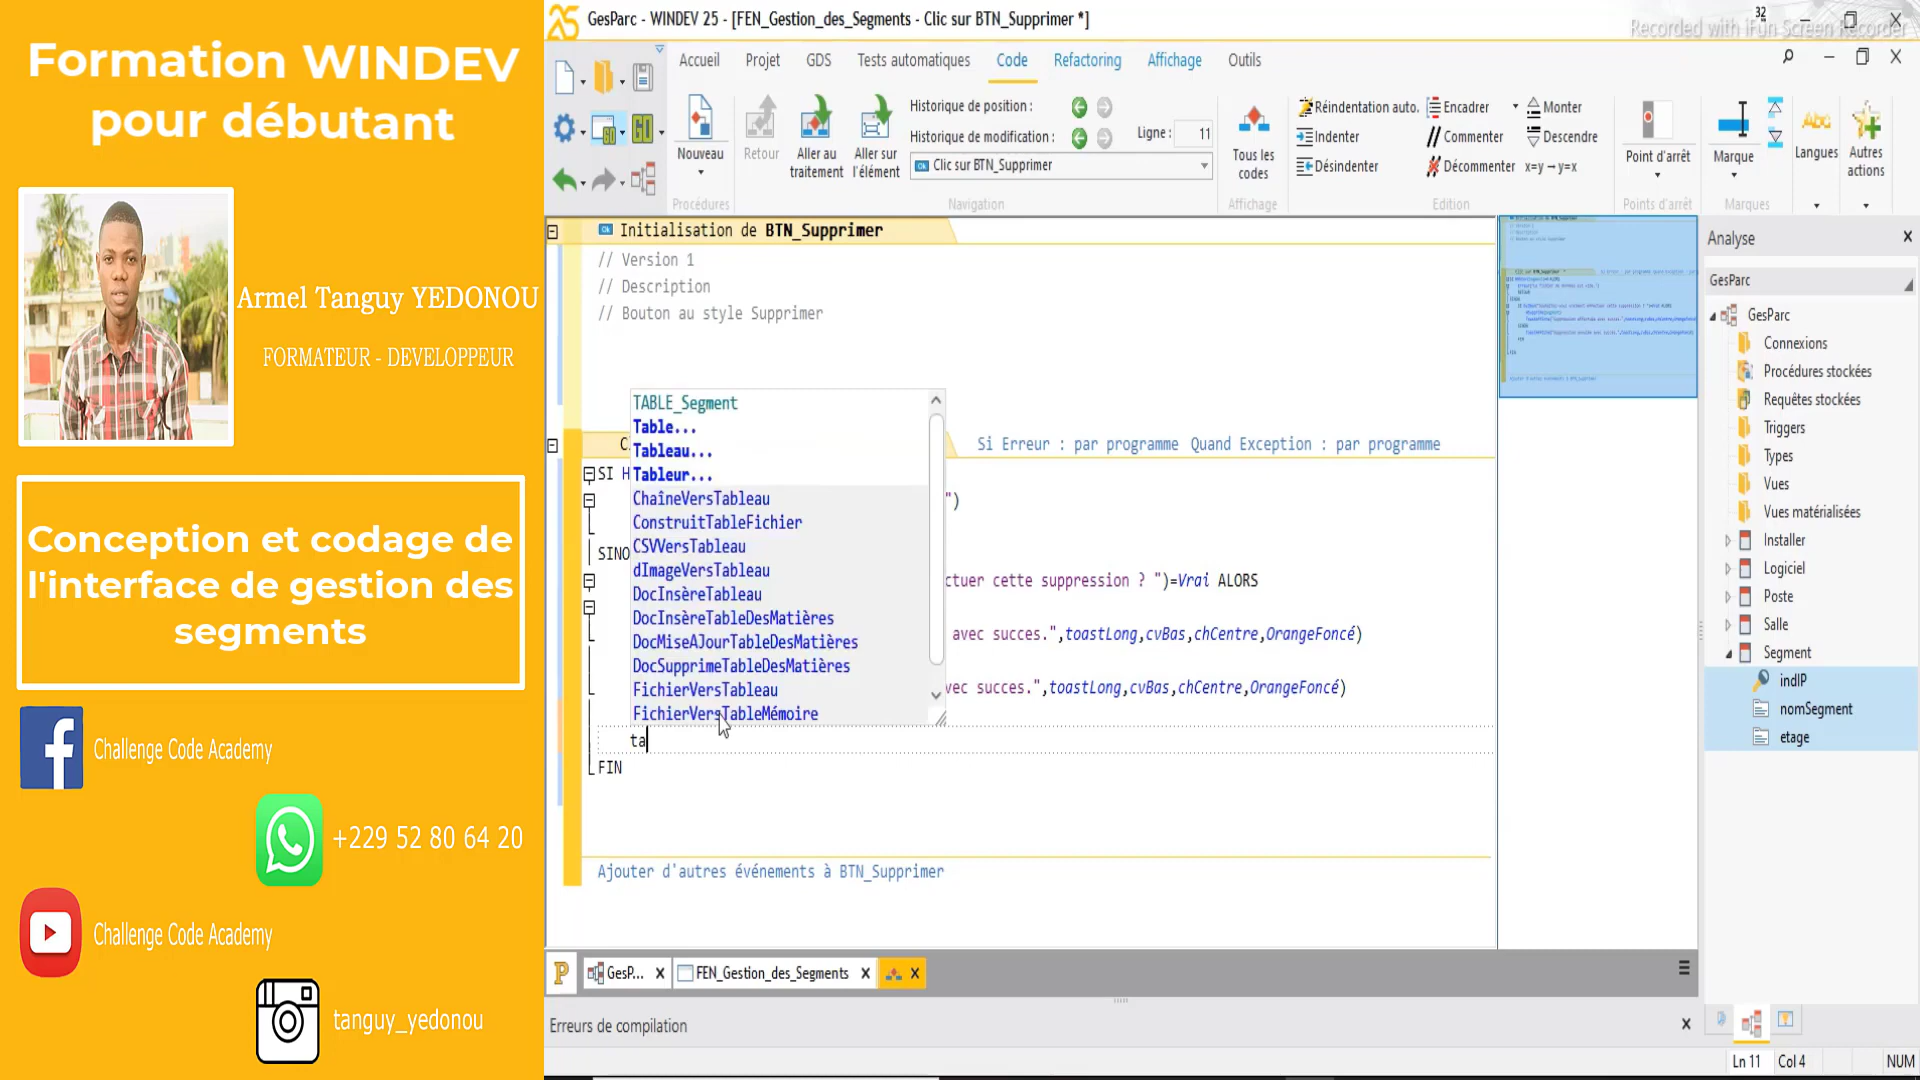 Formation WINDEV
pour débutant
Armel Tanguy YEDONOU
FORMATEUR - DEVELOPPEUR
Conception et codage de
l'interface de gestion des
segments
Challenge Code Academy
+229 52 80 64 20
Challenge Code Academy
tanguy_yedonou
25 GesParc - WINDEV 25 - [FEN_Gestion_des_Segments - Clic sur BTN_Supprimer *]
32
Recorded with iFun Screen Recorder
Accueil Projet GDS Tests automatiques Code Refactoring Affichage Outils
Nouveau
Retour
Aller au
traitement
Aller sur
l'élément
Historique de position :
Historique de modification :
Ligne : 11
Clic sur BTN_Supprimer
Tous les
codes
Réindentation auto.
Indenter
Désindenter
Encadrer
Commenter
Décommenter
Monter
Descendre
x=y→y=x
Point d'arrêt
Marque
Langues
Autres
actions
Procédures Navigation Affichage Edition Points d'arrêt Marques
Initialisation de BTN_Supprimer
// Version 1
// Description
// Bouton au style Supprimer
TABLE_Segment
Table...
Tableau...
Tableur...
ChaîneVersTableau
ConstruitTableFichier
CSVVersTableau
dImageVersTableau
DocInsèreTableau
DocInsèreTableDesMatières
DocMiseAJourTableDesMatières
DocSupprimeTableDesMatières
FichierVersTableau
FichierVersTableMémoire
C
Si Erreur : par programme Quand Exception : par programme
SI H
")
SINO
ctuer cette suppression ? ")=Vrai ALORS
avec succes.",toastLong,cvBas,chCentre,OrangeFoncé)
vec succes.",toastLong,cvBas,chCentre,OrangeFoncé)
ta
FIN
Ajouter d'autres événements à BTN_Supprimer
GesP...
FEN_Gestion_des_Segments
Erreurs de compilation
Analyse
GesParc
GesParc
Connexions
Procédures stockées
Requêtes stockées
Triggers
Types
Vues
Vues matérialisées
Installer
Logiciel
Poste
Salle
Segment
indIP
nomSegment
etage
Ln 11 Col 4 NUM